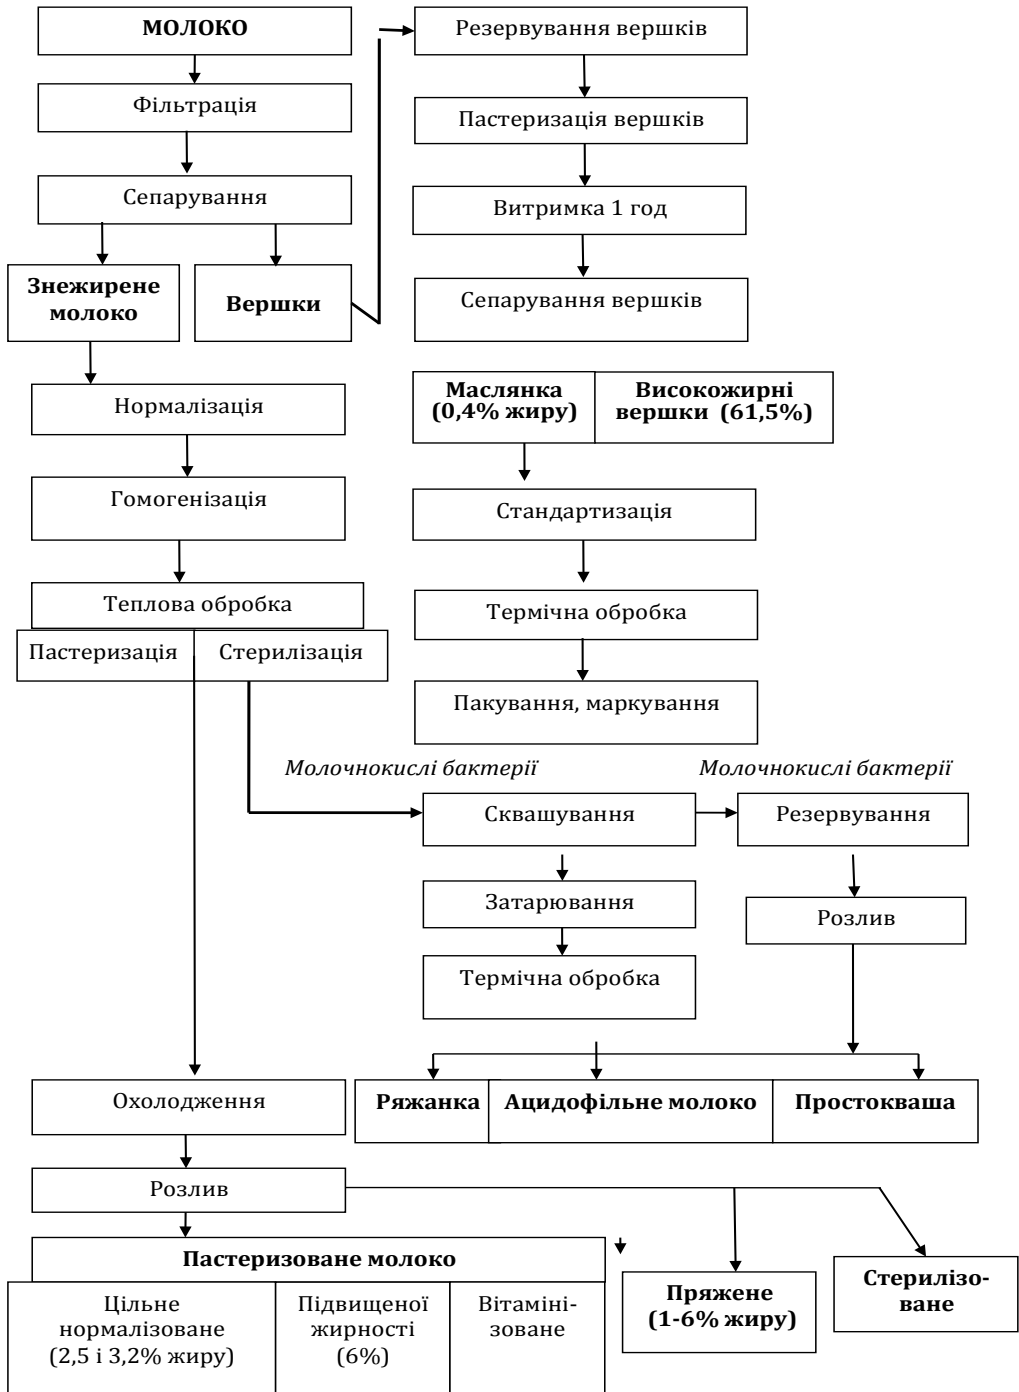 МОЛОКО
Фільтрація
Сепарування
Знежирене
молоко
Вершки
Резервування вершків
Пастеризація вершків
Витримка 1 год
Сепарування вершків
Нормалізація
Гомогенізація
Теплова обробка
Пастеризація
Стерилізація
Маслянка
(0,4% жиру)
Високожирні
вершки (61,5%)
Стандартизація
Термічна обробка
Пакування, маркування
Молочнокислі бактерії
Молочнокислі бактерії
Сквашування
Резервування
Затарювання
Розлив
Термічна обробка
Охолодження
Ряжанка
Ацидофільне молоко
Простокваша
Розлив
Пастеризоване молоко
Цільне
нормалізоване
(2,5 і 3,2% жиру)
Підвищеної
жирності
(6%)
Вітаміні-
зоване
Пряжене
(1-6% жиру)
Стерилізо-
ване